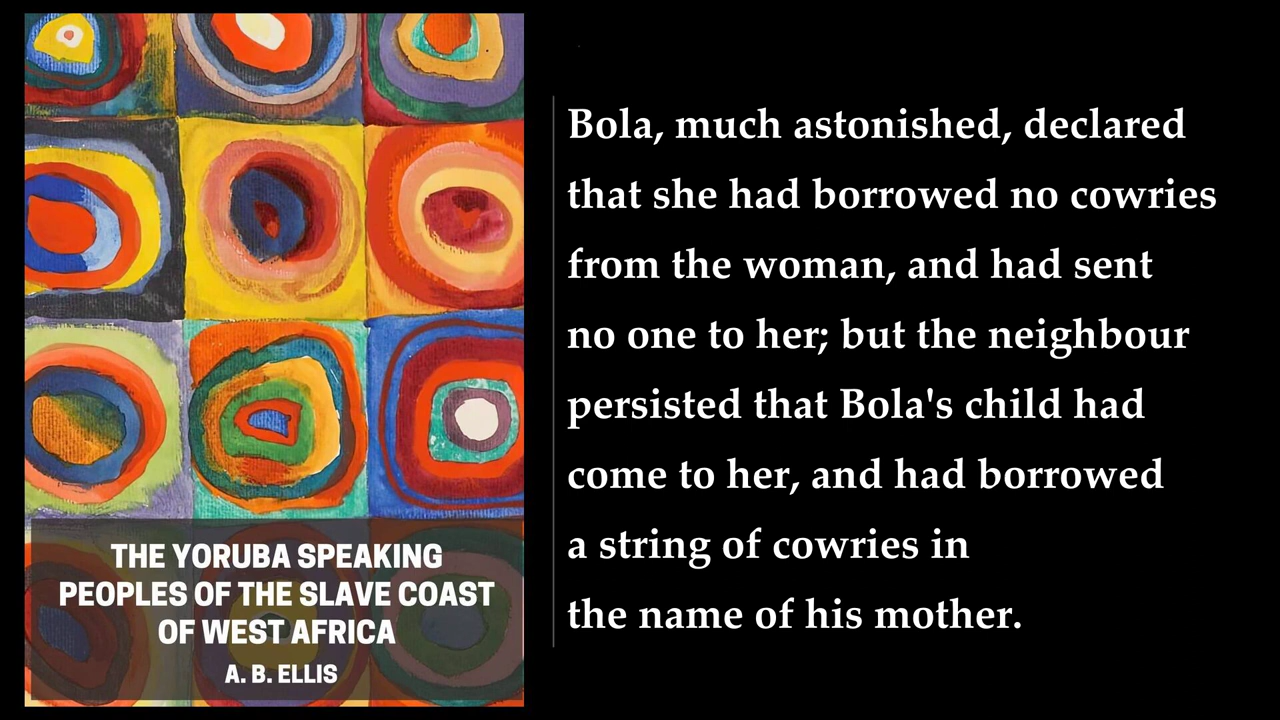 THE YORUBA SPEAKING
PEOPLES OF THE SLAVE COAST
OF WEST AFRICA
A. B. ELLIS
Bola, much astonished, declared
that she had borrowed no cowries
from the woman, and had sent
no one to her; but the neighbour
persisted that Bola's child had
come to her, and had borrowed
a string of cowries in
the name of his mother.